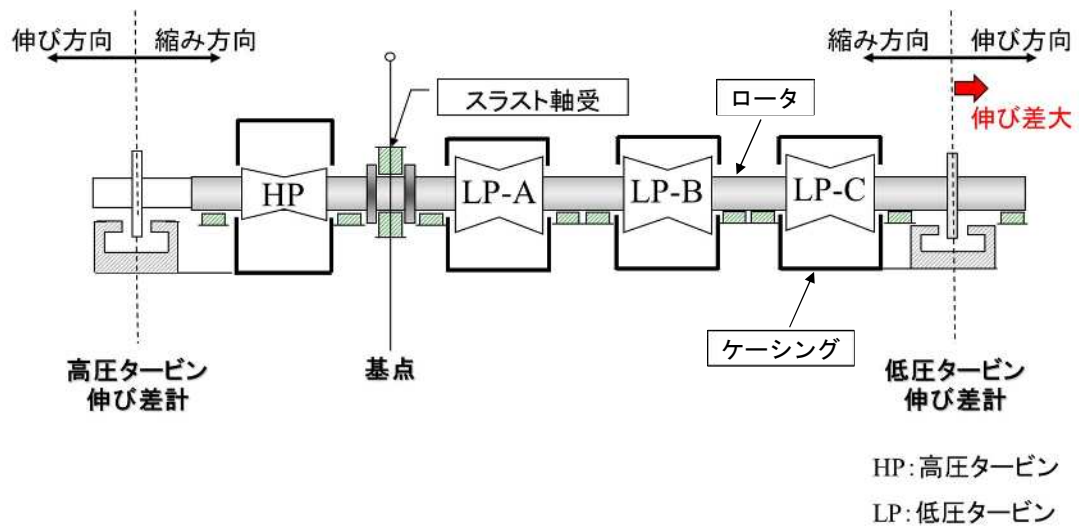 伸び方向
縮み方向
縮み方向
伸び方向
スラスト軸受
ロータ
伸び差大
HP
LP-A
LP-B
LP-C
ケーシング
高圧タービン
伸び差計
基点
低圧タービン
伸び差計
HP:高圧タービン
LP:低圧タービン